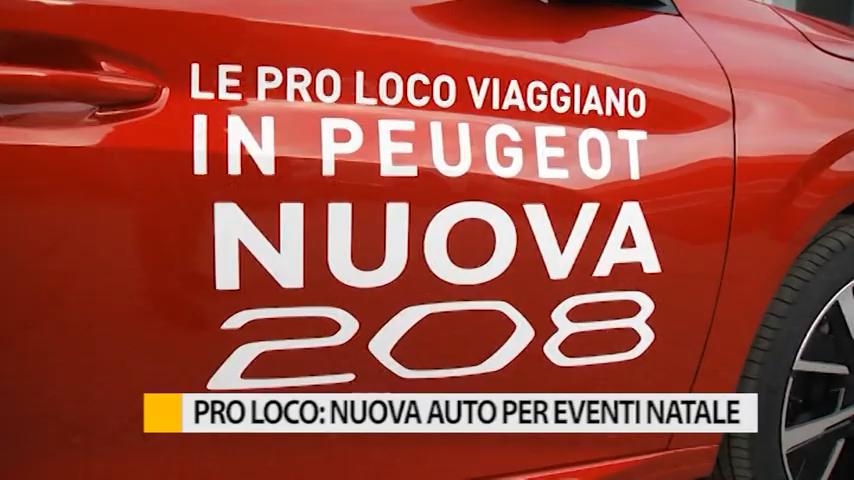 LE PRO LOCO VIAGGIANO
IN PEUGEOT
NUOVA
208
PRO LOCO: NUOVA AUTO PER EVENTI NATALE